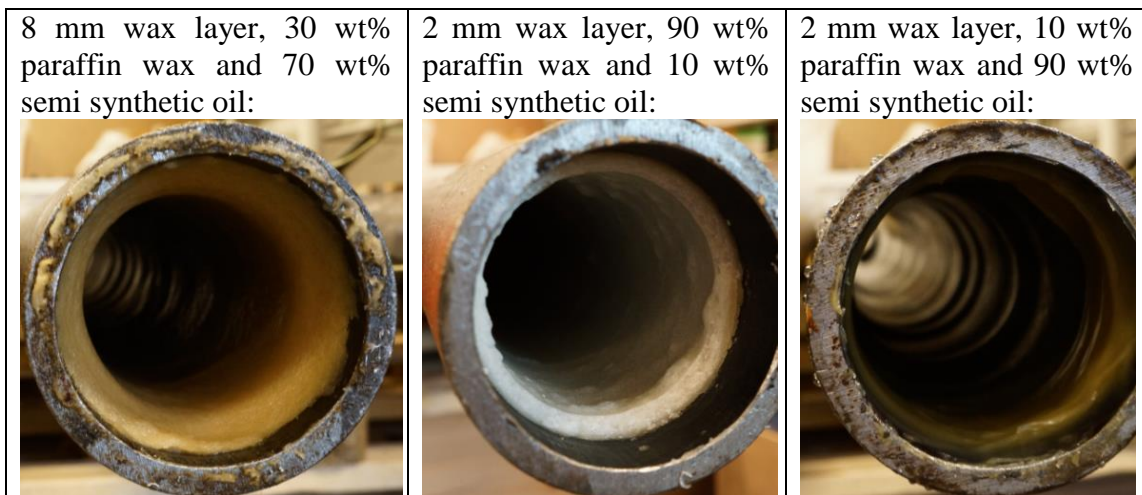 8 mm wax layer, 30 wt%
paraffin wax and 70 wt%
semi synthetic oil:
2 mm wax layer, 90 wt%
paraffin wax and 10 wt%
semi synthetic oil:
2 mm wax layer, 10 wt%
paraffin wax and 90 wt%
semi synthetic oil: